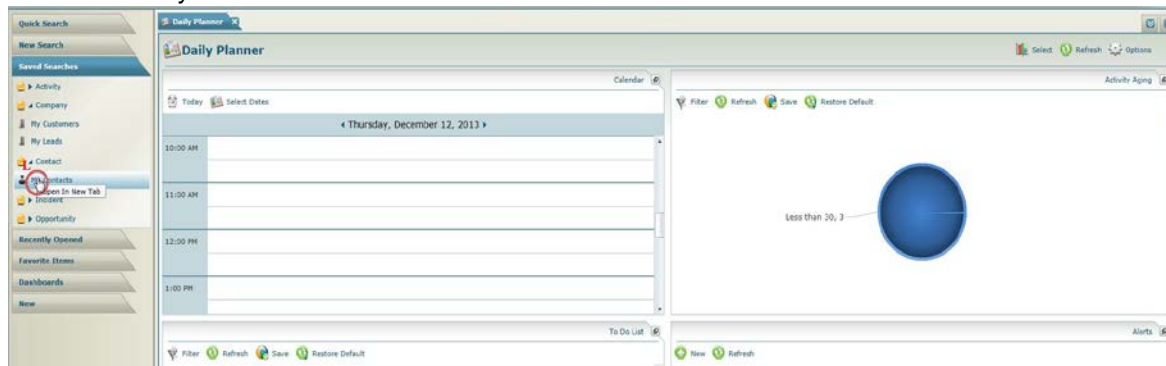 Quick Search
New Search
Saved Searches
Activity
Company
My Customers
My Leads
Contact
My Contacts
Open In New Tab
Incident
Opportunity
Recently Opened
Favorite Items
Dashboards
New
Daily Planner
Daily Planner
Select Refresh Options
Calendar
Today Select Dates
Thursday, December 12, 2013
10:00 AM
11:00 AM
12:00 PM
1:00 PM
Activity Aging
Filter Refresh Save Restore Default
Less than 30, 3
To Do List
Filter Refresh Save Restore Default
Alerts
New Refresh